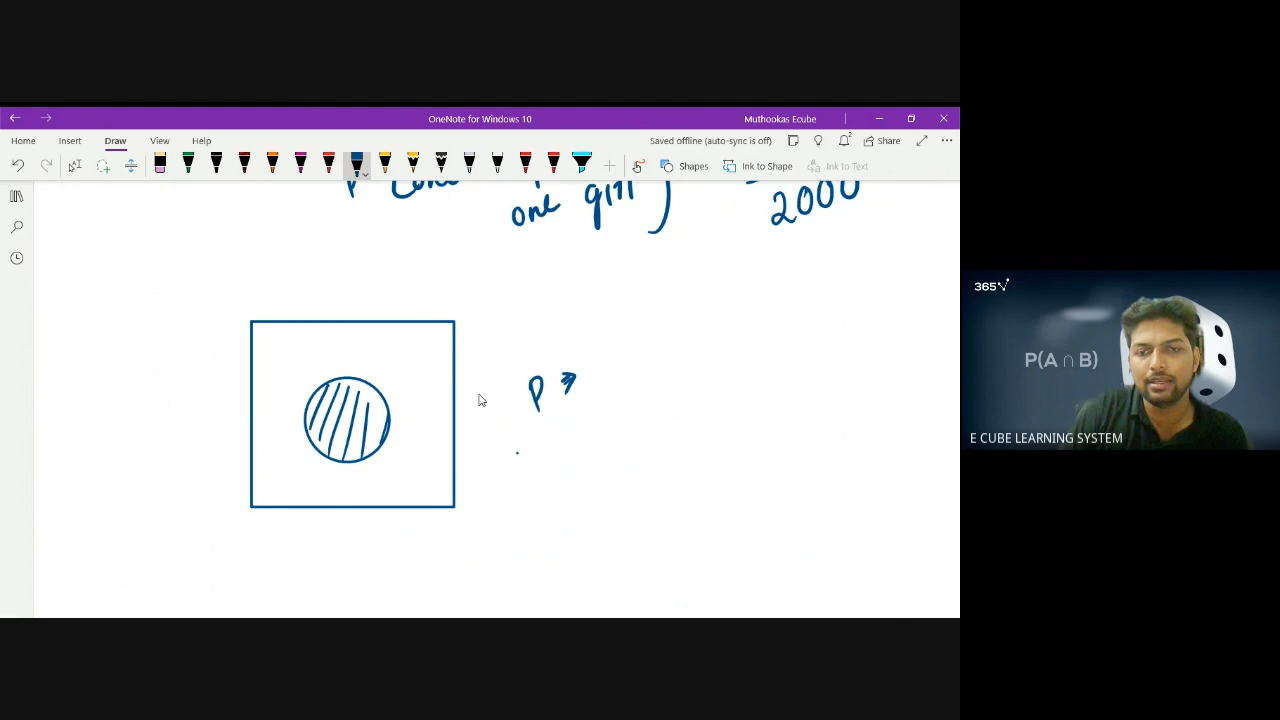 OneNote for Windows 10
Muthookas Ecube
Home Insert Draw View Help
Saved offline (auto-sync is off)
2
Share
Shapes
Ink to Shape
Ink to Text
P
one girl )
2000
P
365
P(A ∩ B)
E CUBE LEARNING SYSTEM